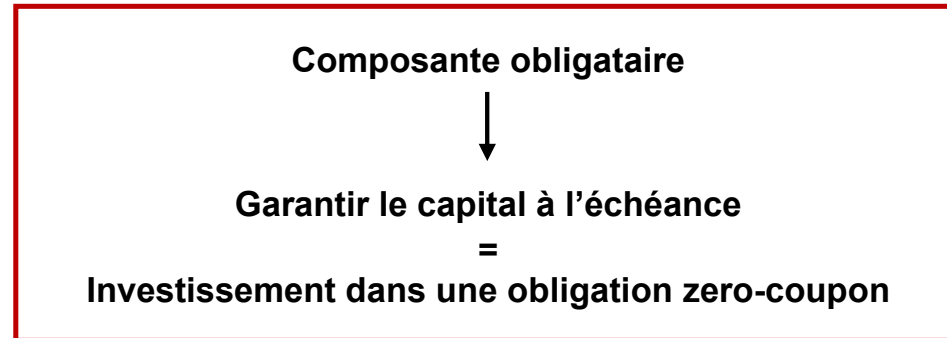 Composante obligataire
Garantir le capital à l’échéance
=
Investissement dans une obligation zero-coupon